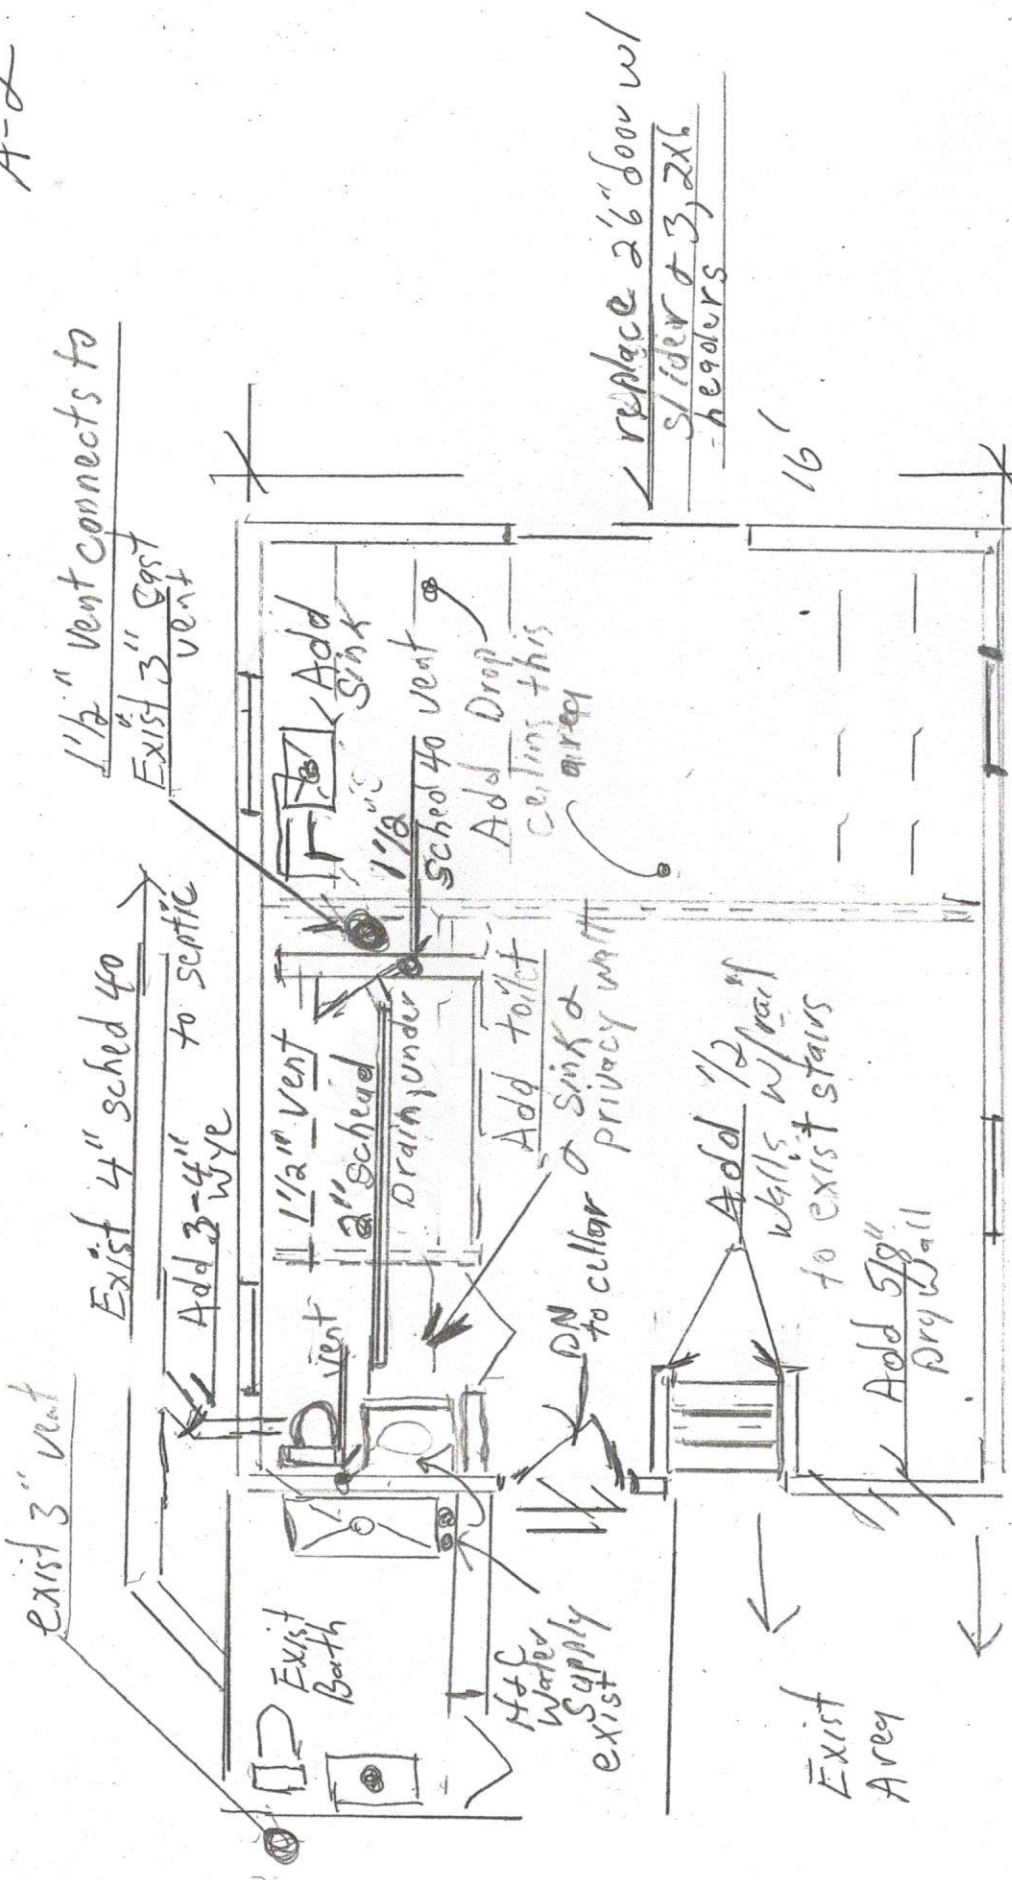 A-2
exist 3" vent
Exist 4" sched 40
to septic
Add 3-4"
wye
1 1/2" vent connects to
Exist 3" cast
vent
1 1/2" vent
2" sched
Drain, under
vent
Add
Sink
1 1/2"
sched 40 vent
Add Drop
ceiling this
area
replace 2'6" door w/
slider & 3, 2x6
headers
16'
Add toilet
& sink &
privacy wall
DN
to cellar
Add 1/2
walls w/rail
to exist stairs
Add 5/8"
Drywall
Exist
Bath
H&C
Water
Supply
exist
Exist
Area